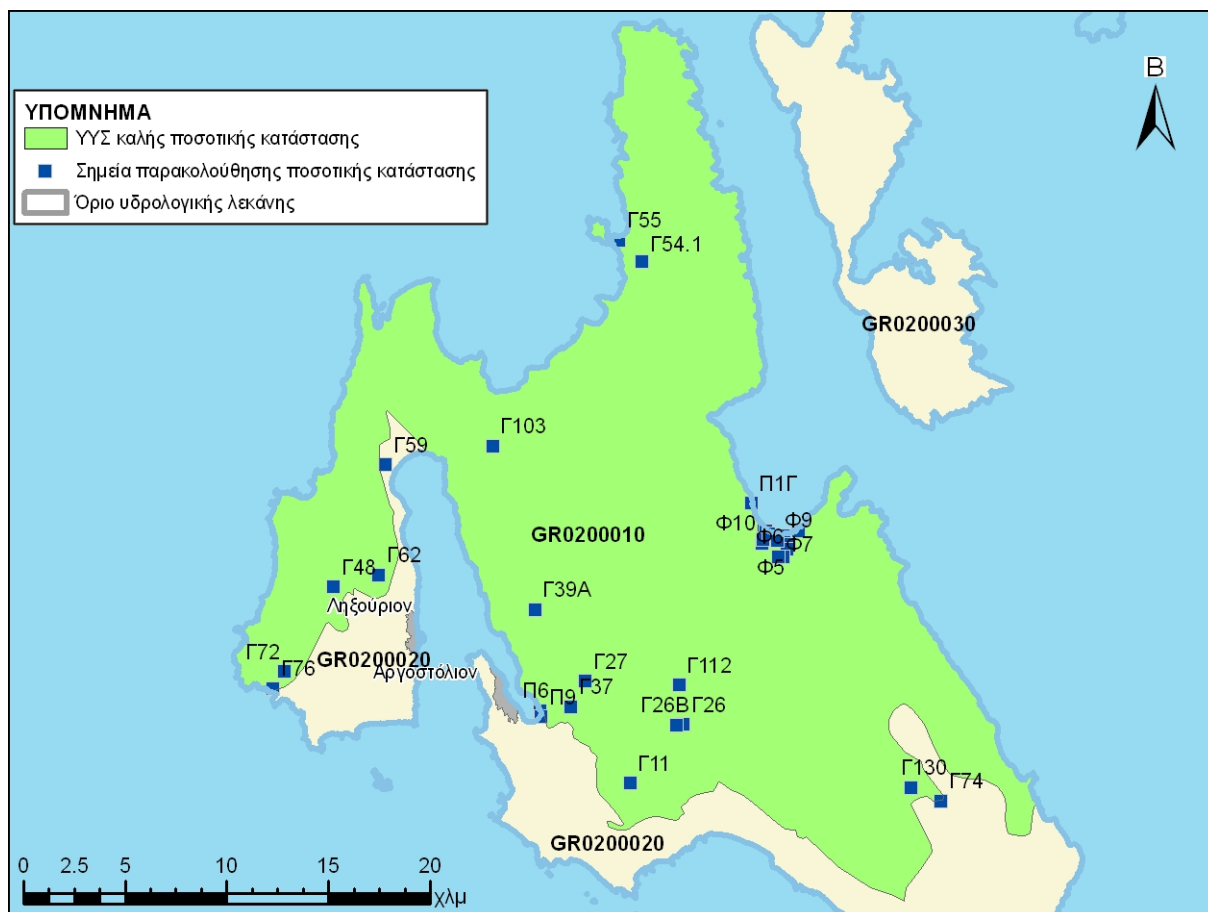 ΥΠΟΜΝΗΜΑ
ΥΥΣ καλής ποσοτικής κατάστασης
Σημεία παρακολούθησης ποσοτικής κατάστασης
Όριο υδρολογικής λεκάνης
Β
Γ55
Γ54.1
GR0200030
Γ103
Γ59
Π1Γ
Φ10
Φ9
Φ6
Φ7
Φ5
GR0200010
Γ48
Γ62
Ληξούριον
Γ39Α
Γ72
Γ76
GR0200020
Αργοστόλιον
Γ27
Γ112
Π6
Π9
Γ37
Γ26Β
Γ26
Γ11
Γ130
Γ74
GR0200020
0 2.5 5 10 15 20
χλμ